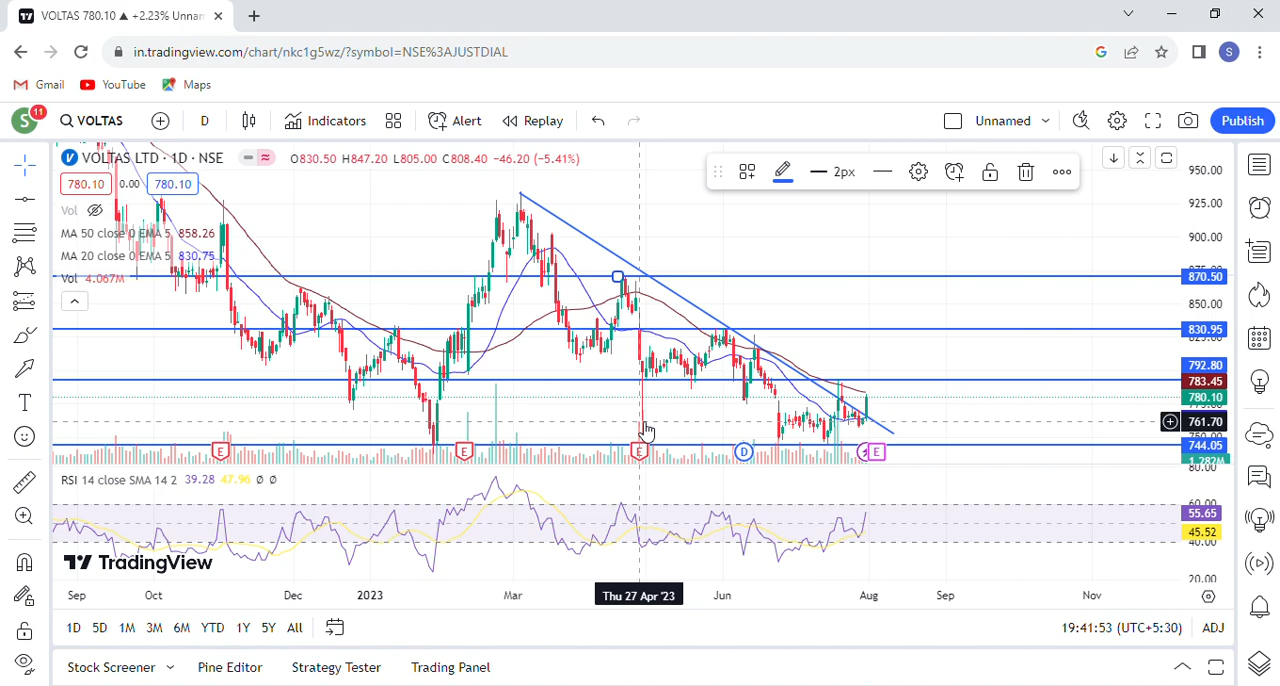 VOLTAS 780.10 ▲ +2.23% Unnam
in.tradingview.com/chart/nkc1g5wz/?symbol=NSE%3AJUSTDIAL
S
Gmail YouTube Maps
S 11 VOLTAS D Indicators Alert Replay Unnamed Publish
VOLTAS LTD · 1D · NSE O830.50 H847.20 L805.00 C808.40 −46.20 (−5.41%)
2px
780.10 0.00 780.10
Vol
MA 50 close 0 EMA 5 858.26
MA 20 close 0 EMA 5 830.75
Vol 4.067M
950.00
925.00
900.00
870.50
850.00
830.95
825.00
792.80
783.45
780.10
761.70
744.05
1.282M
E E E D E
RSI 14 close SMA 14 2 39.28 47.96 Ø Ø
80.00
60.00
55.65
45.52
40.00
20.00
TradingView
Sep Oct Dec 2023 Mar Thu 27 Apr '23 Jun Aug Sep Nov
1D 5D 1M 3M 6M YTD 1Y 5Y All 19:41:53 (UTC+5:30) ADJ
Stock Screener Pine Editor Strategy Tester Trading Panel